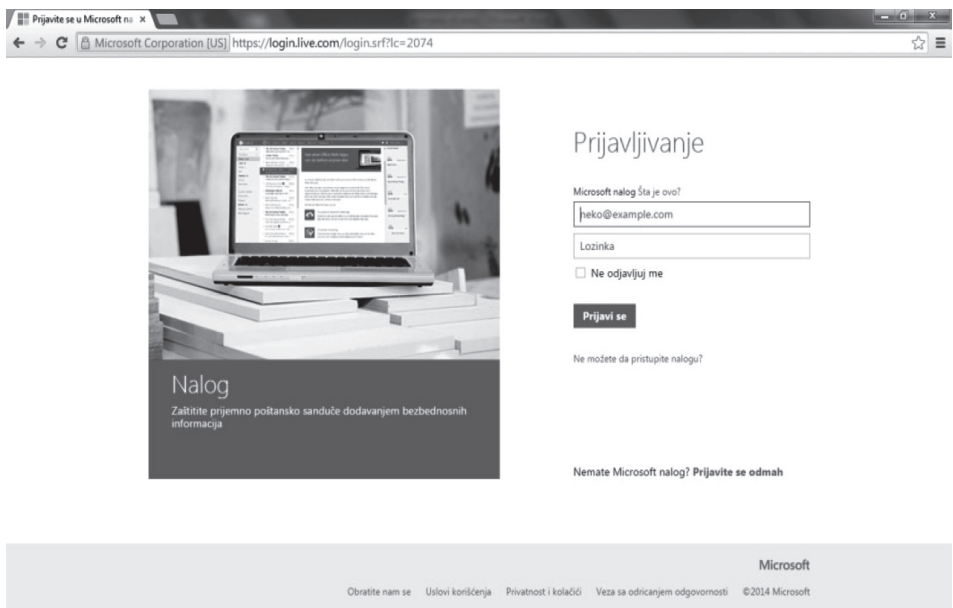 Prijavite se u Microsoft na
Microsoft Corporation [US] https://login.live.com/login.srf?lc=2074
Prijavljivanje
Microsoft nalog Šta je ovo?
neko@example.com
Lozinka
Ne odjavljuj me
Prijavi se
Ne možete da pristupite nalogu?
Nalog
Zaštitite prijemno poštansko sanduče dodavanjem bezbednosnih
informacija
Nemate Microsoft nalog? Prijavite se odmah
Microsoft
Obratite nam se Uslovi korišćenja Privatnost i kolačići Veza sa odricanjem odgovornosti ©2014 Microsoft